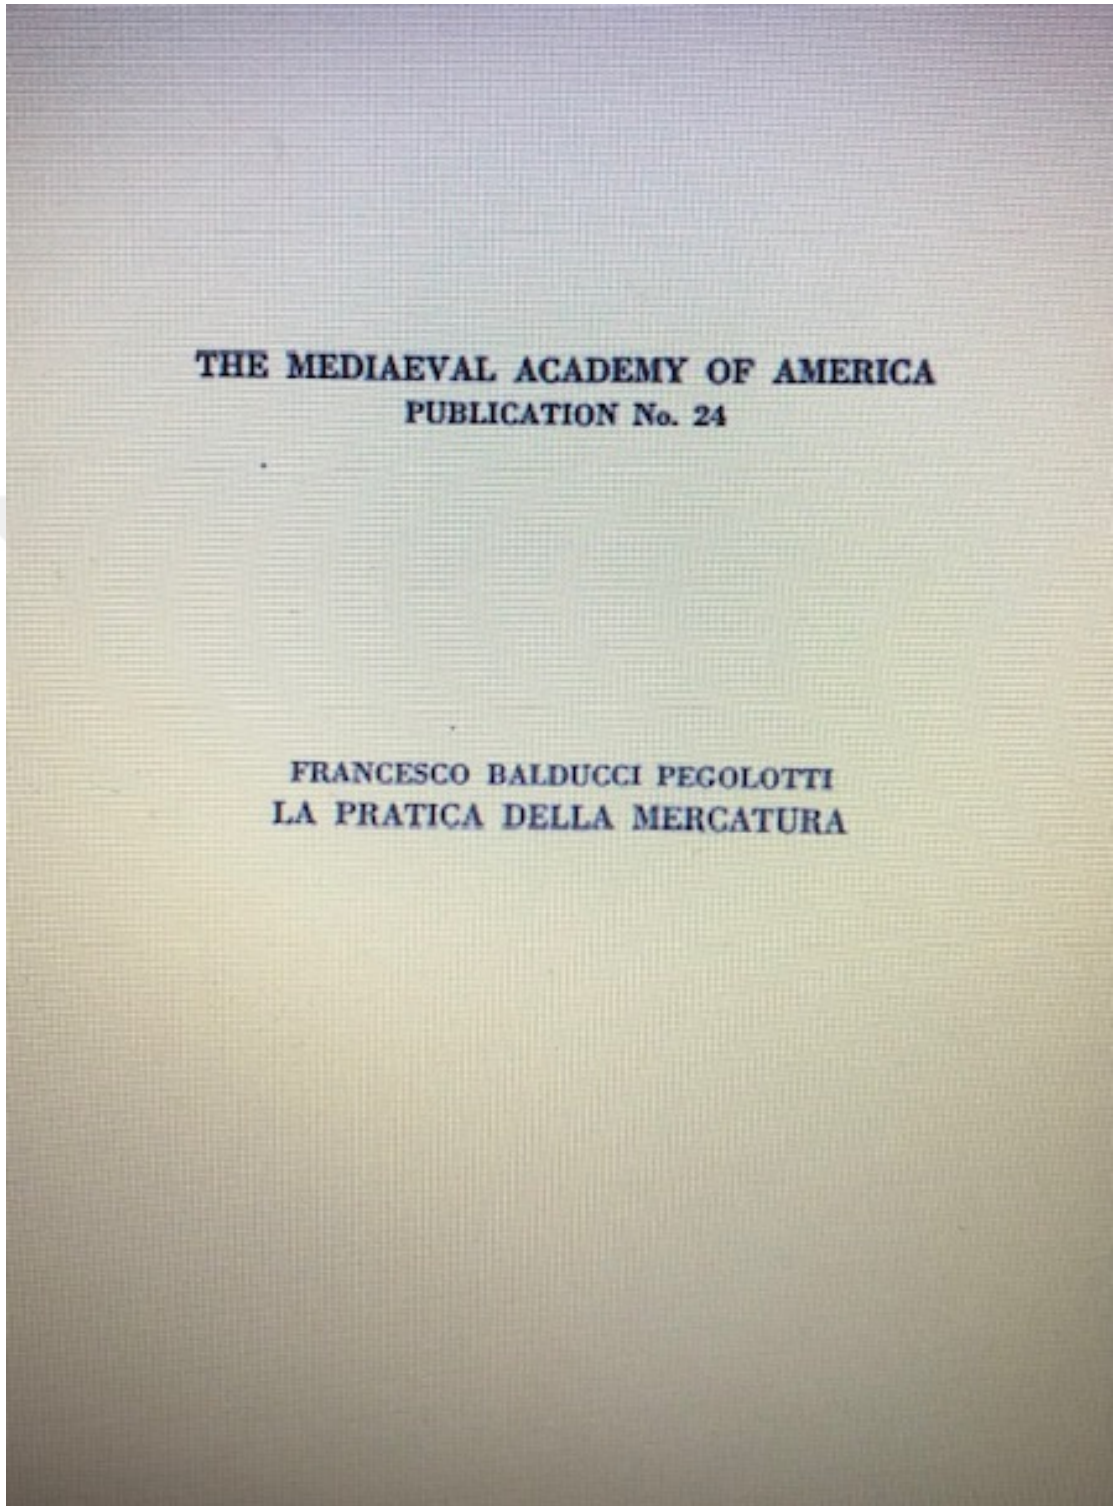 THE MEDIAEVAL ACADEMY OF AMERICA
PUBLICATION No. 24
FRANCESCO BALDUCCI PEGOLOTTI
LA PRATICA DELLA MERCATURA